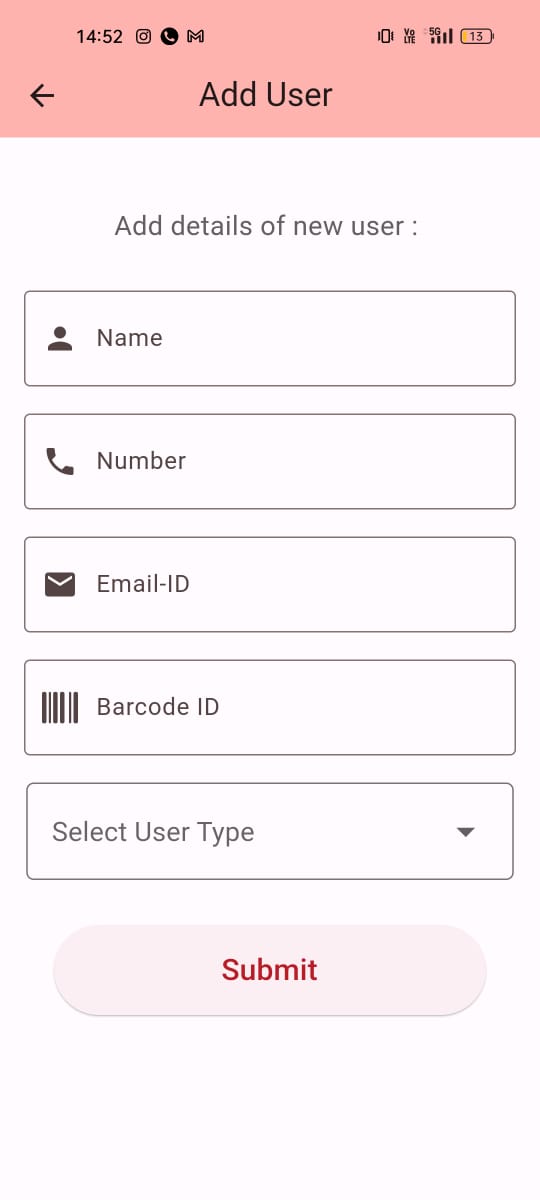 14:52 Vo LTE 5G 13
Add User
Add details of new user :
Name
Number
Email-ID
Barcode ID
Select User Type
Submit